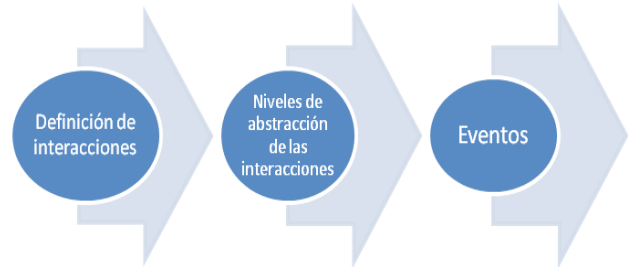 Definición de
interacciones
Niveles de
abstracción
de las
interacciones
Eventos